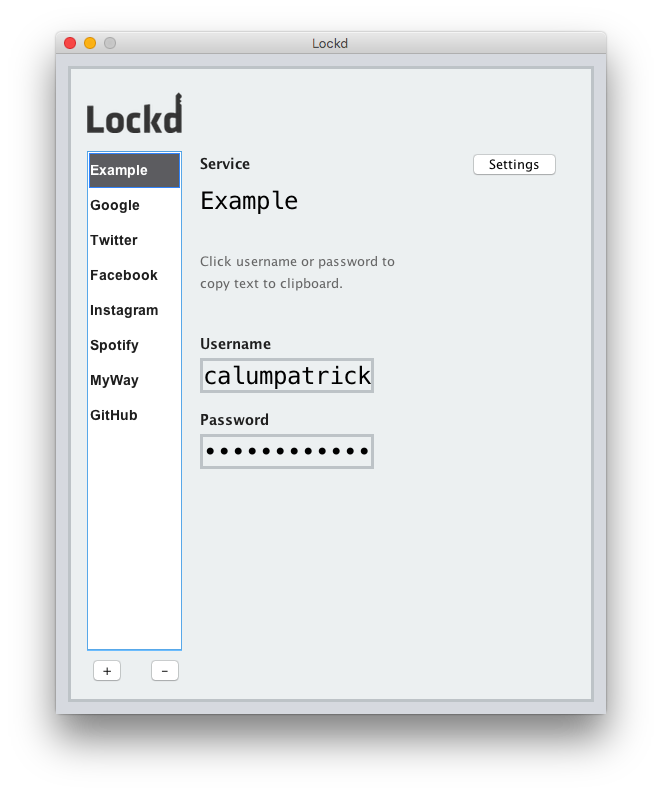 Lockd
Lockd
Example
Google
Twitter
Facebook
Instagram
Spotify
MyWay
GitHub
+ -
Service
Settings
Example
Click username or password to
copy text to clipboard.
Username
calumpatrick
Password
••••••••••••